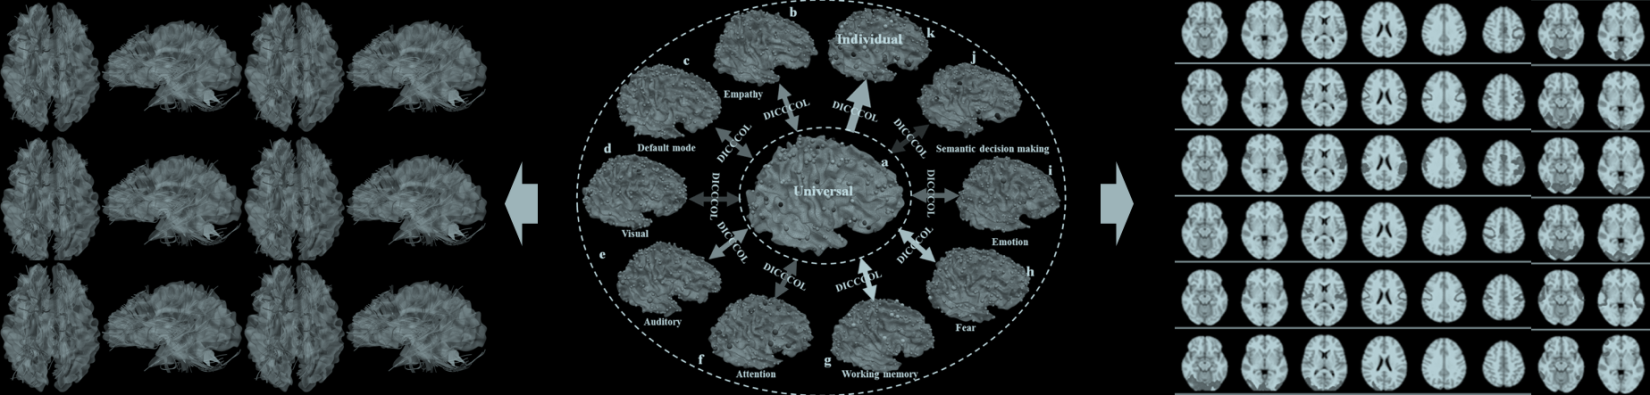 b
k
Individual
c
j
Empathy
DICCCOL
DICCCOL
DICCCOL
DICCCOL
Default mode
Semantic decision making
d
a
i
Universal
DICCCOL
DICCCOL
Visual
Emotion
DICCCOL
DICCCOL
e
h
DICCCOL
DICCCOL
Auditory
Fear
f
g
Attention
Working memory